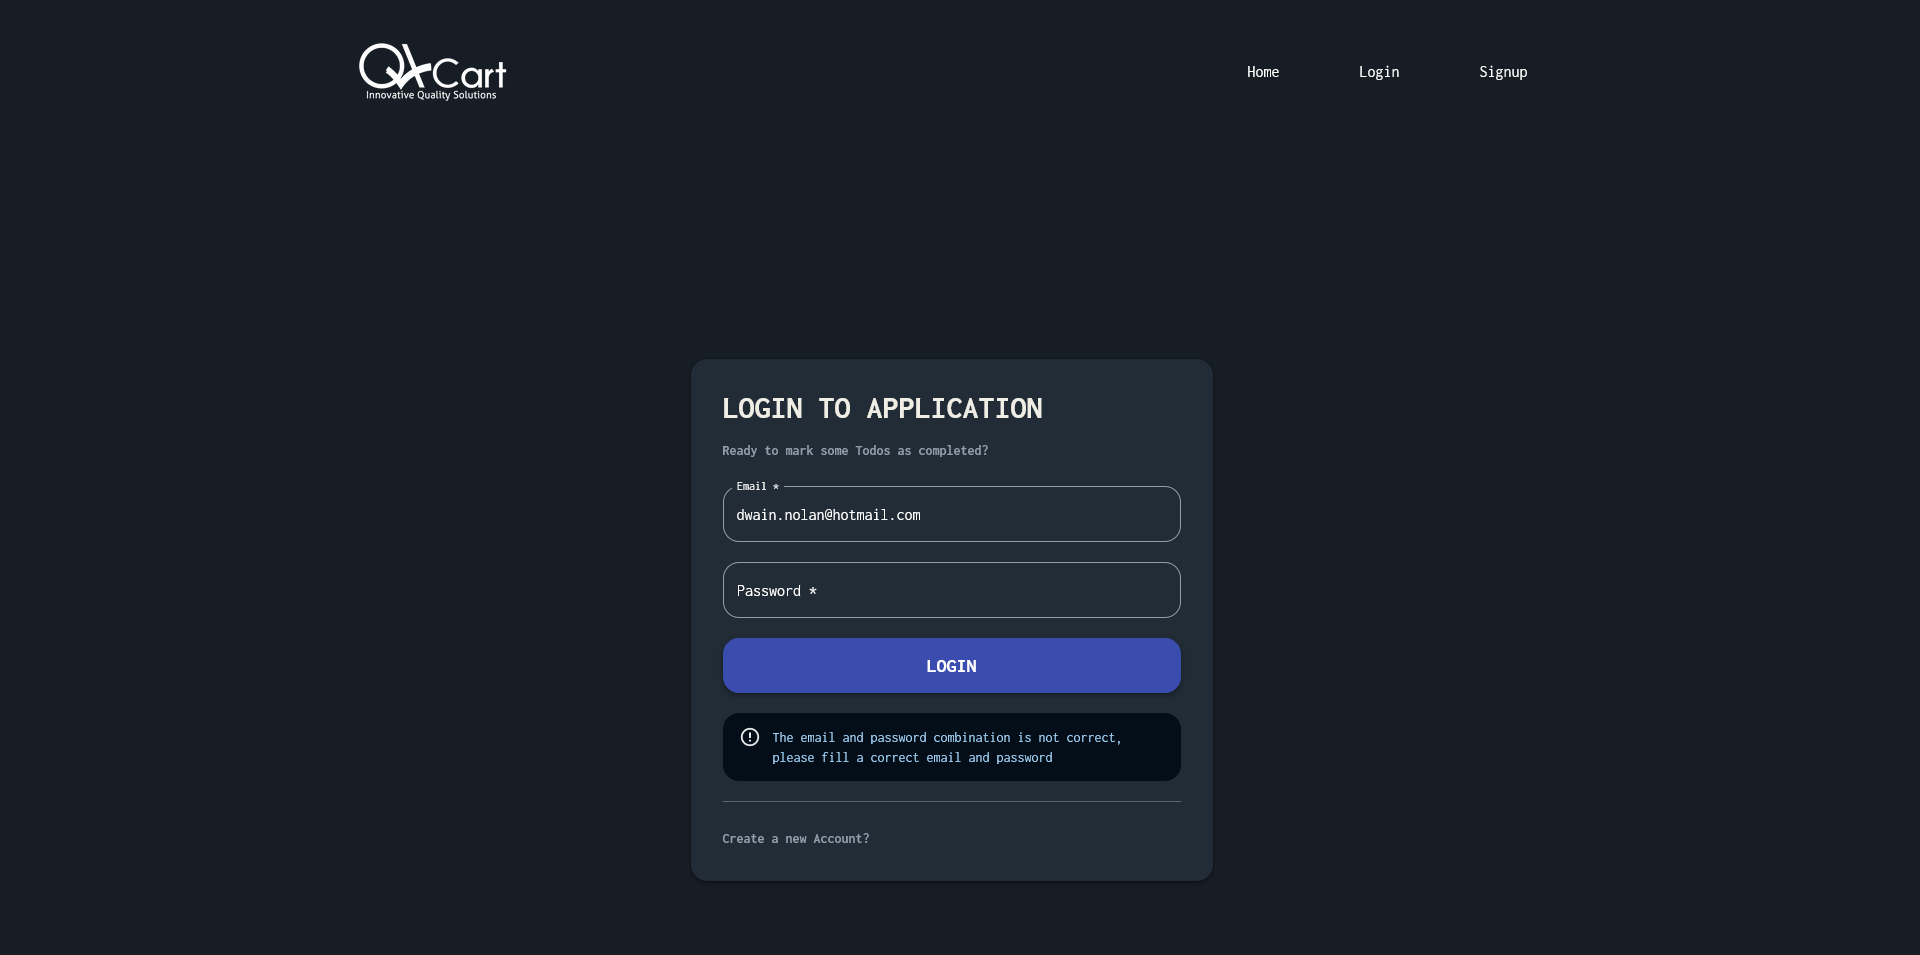 QACart
Innovative Quality Solutions
Home
Login
Signup
LOGIN TO APPLICATION
Ready to mark some Todos as completed?
Email *
dwain.nolan@hotmail.com
Password *
LOGIN
The email and password combination is not correct,
please fill a correct email and password
Create a new Account?